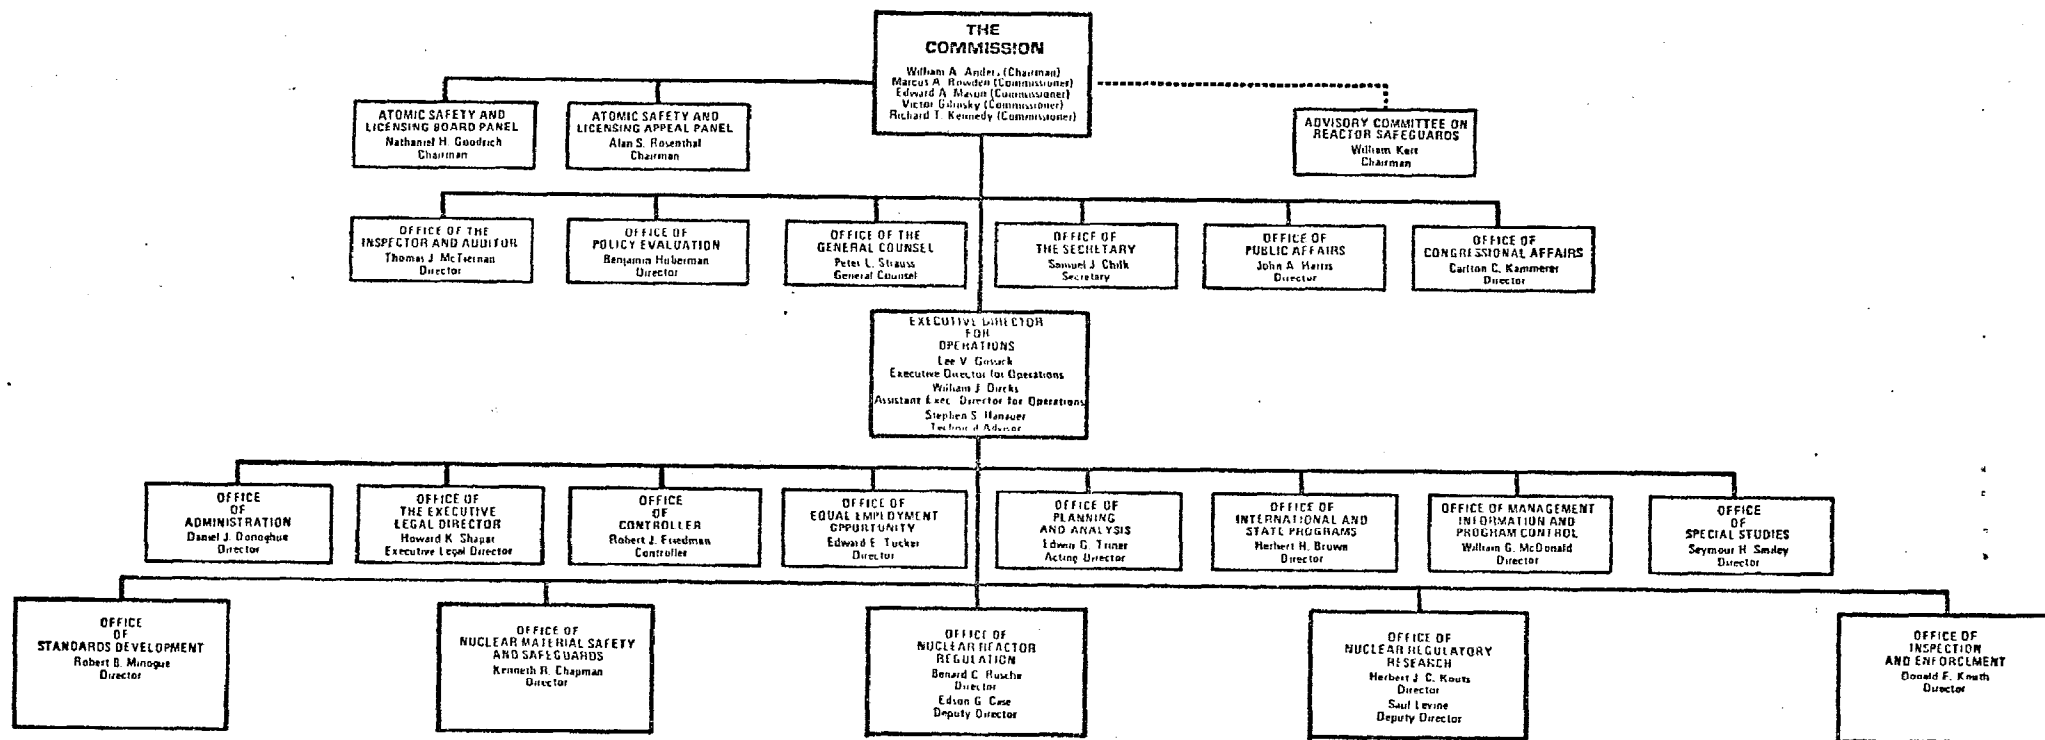 THE
COMMISSION
William A. Anders (Chairman)
Marcus A. Rowden (Commissioner)
Edward A. Mason (Commissioner)
Victor Gilinsky (Commissioner)
Richard T. Kennedy (Commissioner)
ATOMIC SAFETY AND
LICENSING BOARD PANEL
Nathaniel H. Goodrich
Chairman
ATOMIC SAFETY AND
LICENSING APPEAL PANEL
Alan S. Rosenthal
Chairman
ADVISORY COMMITTEE ON
REACTOR SAFEGUARDS
William Kerr
Chairman
OFFICE OF THE
INSPECTOR AND AUDITOR
Thomas J. McTiernan
Director
OFFICE OF
POLICY EVALUATION
Benjamin Huberman
Director
OFFICE OF THE
GENERAL COUNSEL
Peter L. Strauss
General Counsel
OFFICE OF
THE SECRETARY
Samuel J. Chilk
Secretary
OFFICE OF
PUBLIC AFFAIRS
John A. Harris
Director
OFFICE OF
CONGRESSIONAL AFFAIRS
Carlton C. Kammerer
Director
EXECUTIVE DIRECTOR
FOR
OPERATIONS
Lee V. Gossick
Executive Director for Operations
William J. Dircks
Assistant Exec. Director for Operations
Stephen S. Hanauer
Technical Advisor
OFFICE
OF
ADMINISTRATION
Daniel J. Donoghue
Director
OFFICE OF
THE EXECUTIVE
LEGAL DIRECTOR
Howard K. Shapar
Executive Legal Director
OFFICE
OF
CONTROLLER
Robert J. Friedman
Controller
OFFICE OF
EQUAL EMPLOYMENT
OPPORTUNITY
Edward E. Tucker
Director
OFFICE OF
PLANNING
AND ANALYSIS
Edwin G. Triner
Acting Director
OFFICE OF
INTERNATIONAL AND
STATE PROGRAMS
Herbert H. Brown
Director
OFFICE OF MANAGEMENT
INFORMATION AND
PROGRAM CONTROL
William G. McDonald
Director
OFFICE
OF
SPECIAL STUDIES
Seymour H. Smiley
Director
OFFICE
OF
STANDARDS DEVELOPMENT
Robert B. Minogue
Director
OFFICE OF
NUCLEAR MATERIAL SAFETY
AND SAFEGUARDS
Kenneth R. Chapman
Director
OFFICE OF
NUCLEAR REACTOR
REGULATION
Benard C. Rusche
Director
Edson G. Case
Deputy Director
OFFICE OF
NUCLEAR REGULATORY
RESEARCH
Herbert J. C. Kouts
Director
Saul Levine
Deputy Director
OFFICE OF
INSPECTION
AND ENFORCEMENT
Donald F. Knuth
Director